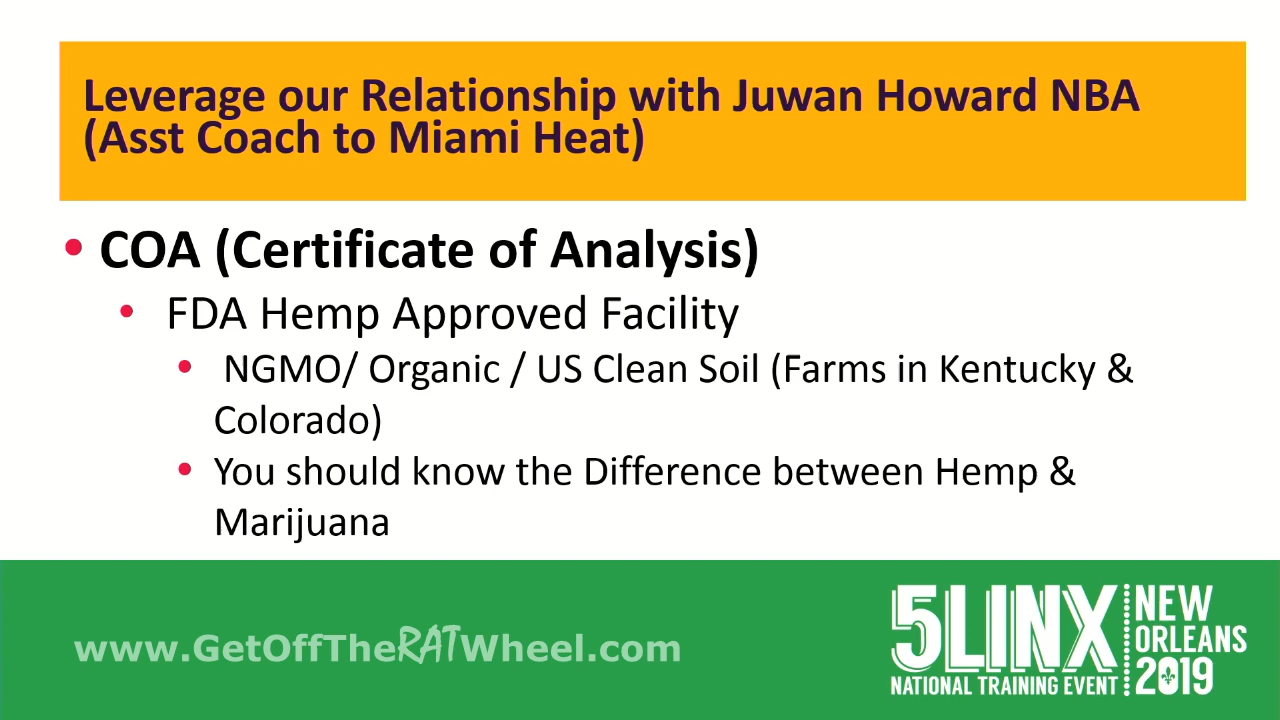 Leverage our Relationship with Juwan Howard NBA
(Asst Coach to Miami Heat)
• COA (Certificate of Analysis)
• FDA Hemp Approved Facility
• NGMO/ Organic / US Clean Soil (Farms in Kentucky &
Colorado)
• You should know the Difference between Hemp &
Marijuana
www.GetOffTheRATWheel.com
5LINX
NATIONAL TRAINING EVENT
NEW
ORLEANS
2019